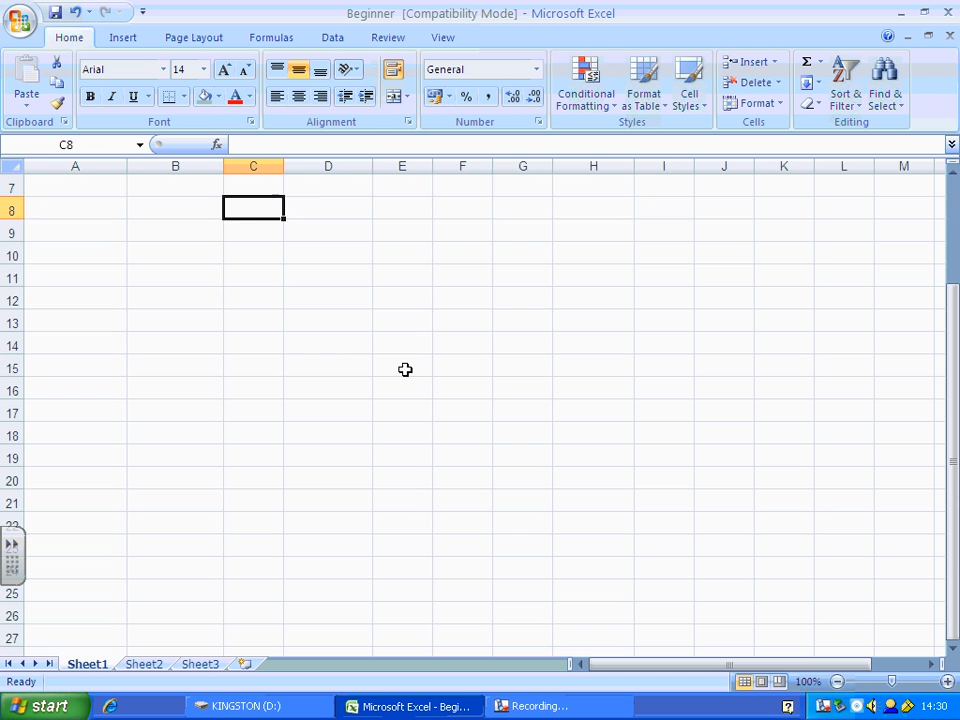 Beginner [Compatibility Mode] - Microsoft Excel
Home Insert Page Layout Formulas Data Review View
Paste
Arial 14
B I U A
General
% ,
Conditional Formatting
Format as Table
Cell Styles
Insert
Delete
Format
Σ
Sort & Filter
Find & Select
Clipboard Font Alignment Number Styles Cells Editing
C8 fx
A B C D E F G H I J K L M
7
8
9
10
11
12
13
14
15
16
17
18
19
20
21
25
26
27
Sheet1 Sheet2 Sheet3
Ready 100%
start KINGSTON (D:) Microsoft Excel - Begi... Recording... 14:30